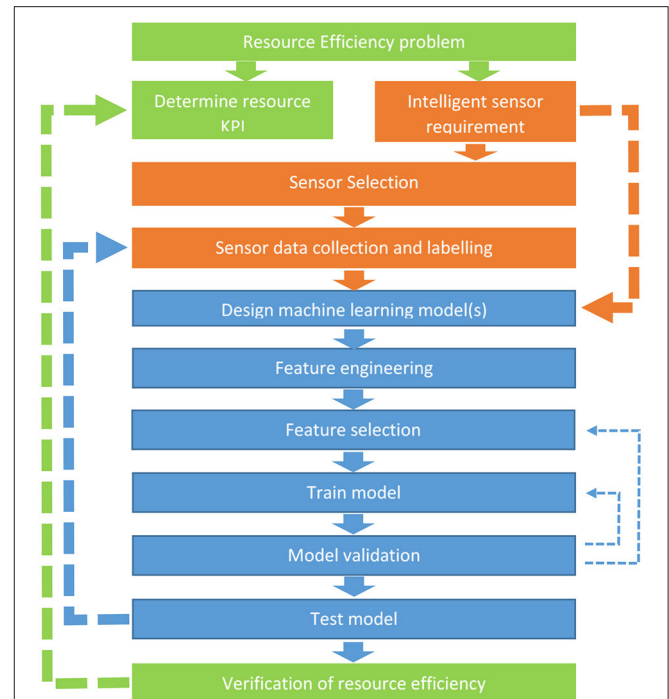 Resource Efficiency problem
Determine resource
KPI
Intelligent sensor
requirement
Sensor Selection
Sensor data collection and labelling
Design machine learning model(s)
Feature engineering
Feature selection
Train model
Model validation
Test model
Verification of resource efficiency